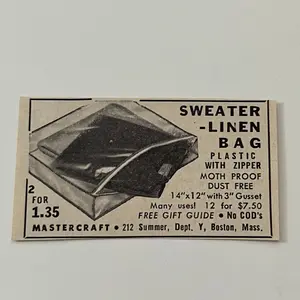 SWEATER
-LINEN
BAG
PLASTIC
WITH ZIPPER
MOTH PROOF
DUST FREE
14"x12" with 3" Gusset
Many uses! 12 for $7.50
FREE GIFT GUIDE • No COD's
2
FOR
1.35
MASTERCRAFT • 212 Summer, Dept. Y, Boston, Mass.